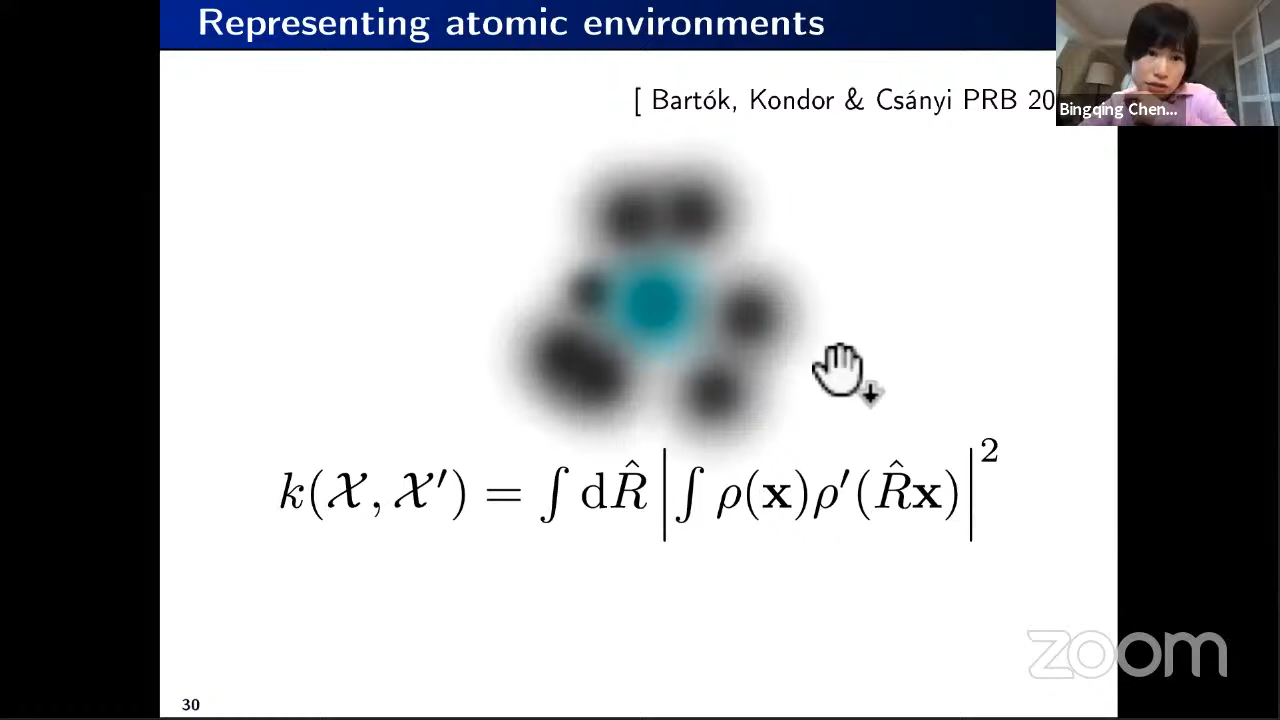 Representing atomic environments
[ Bartók, Kondor & Csányi PRB 20
Bingqing Chen...
k(𝒳, 𝒳′) = ∫ dR̂ |∫ ρ(𝐱)ρ′(R̂𝐱)|²
zoom
30